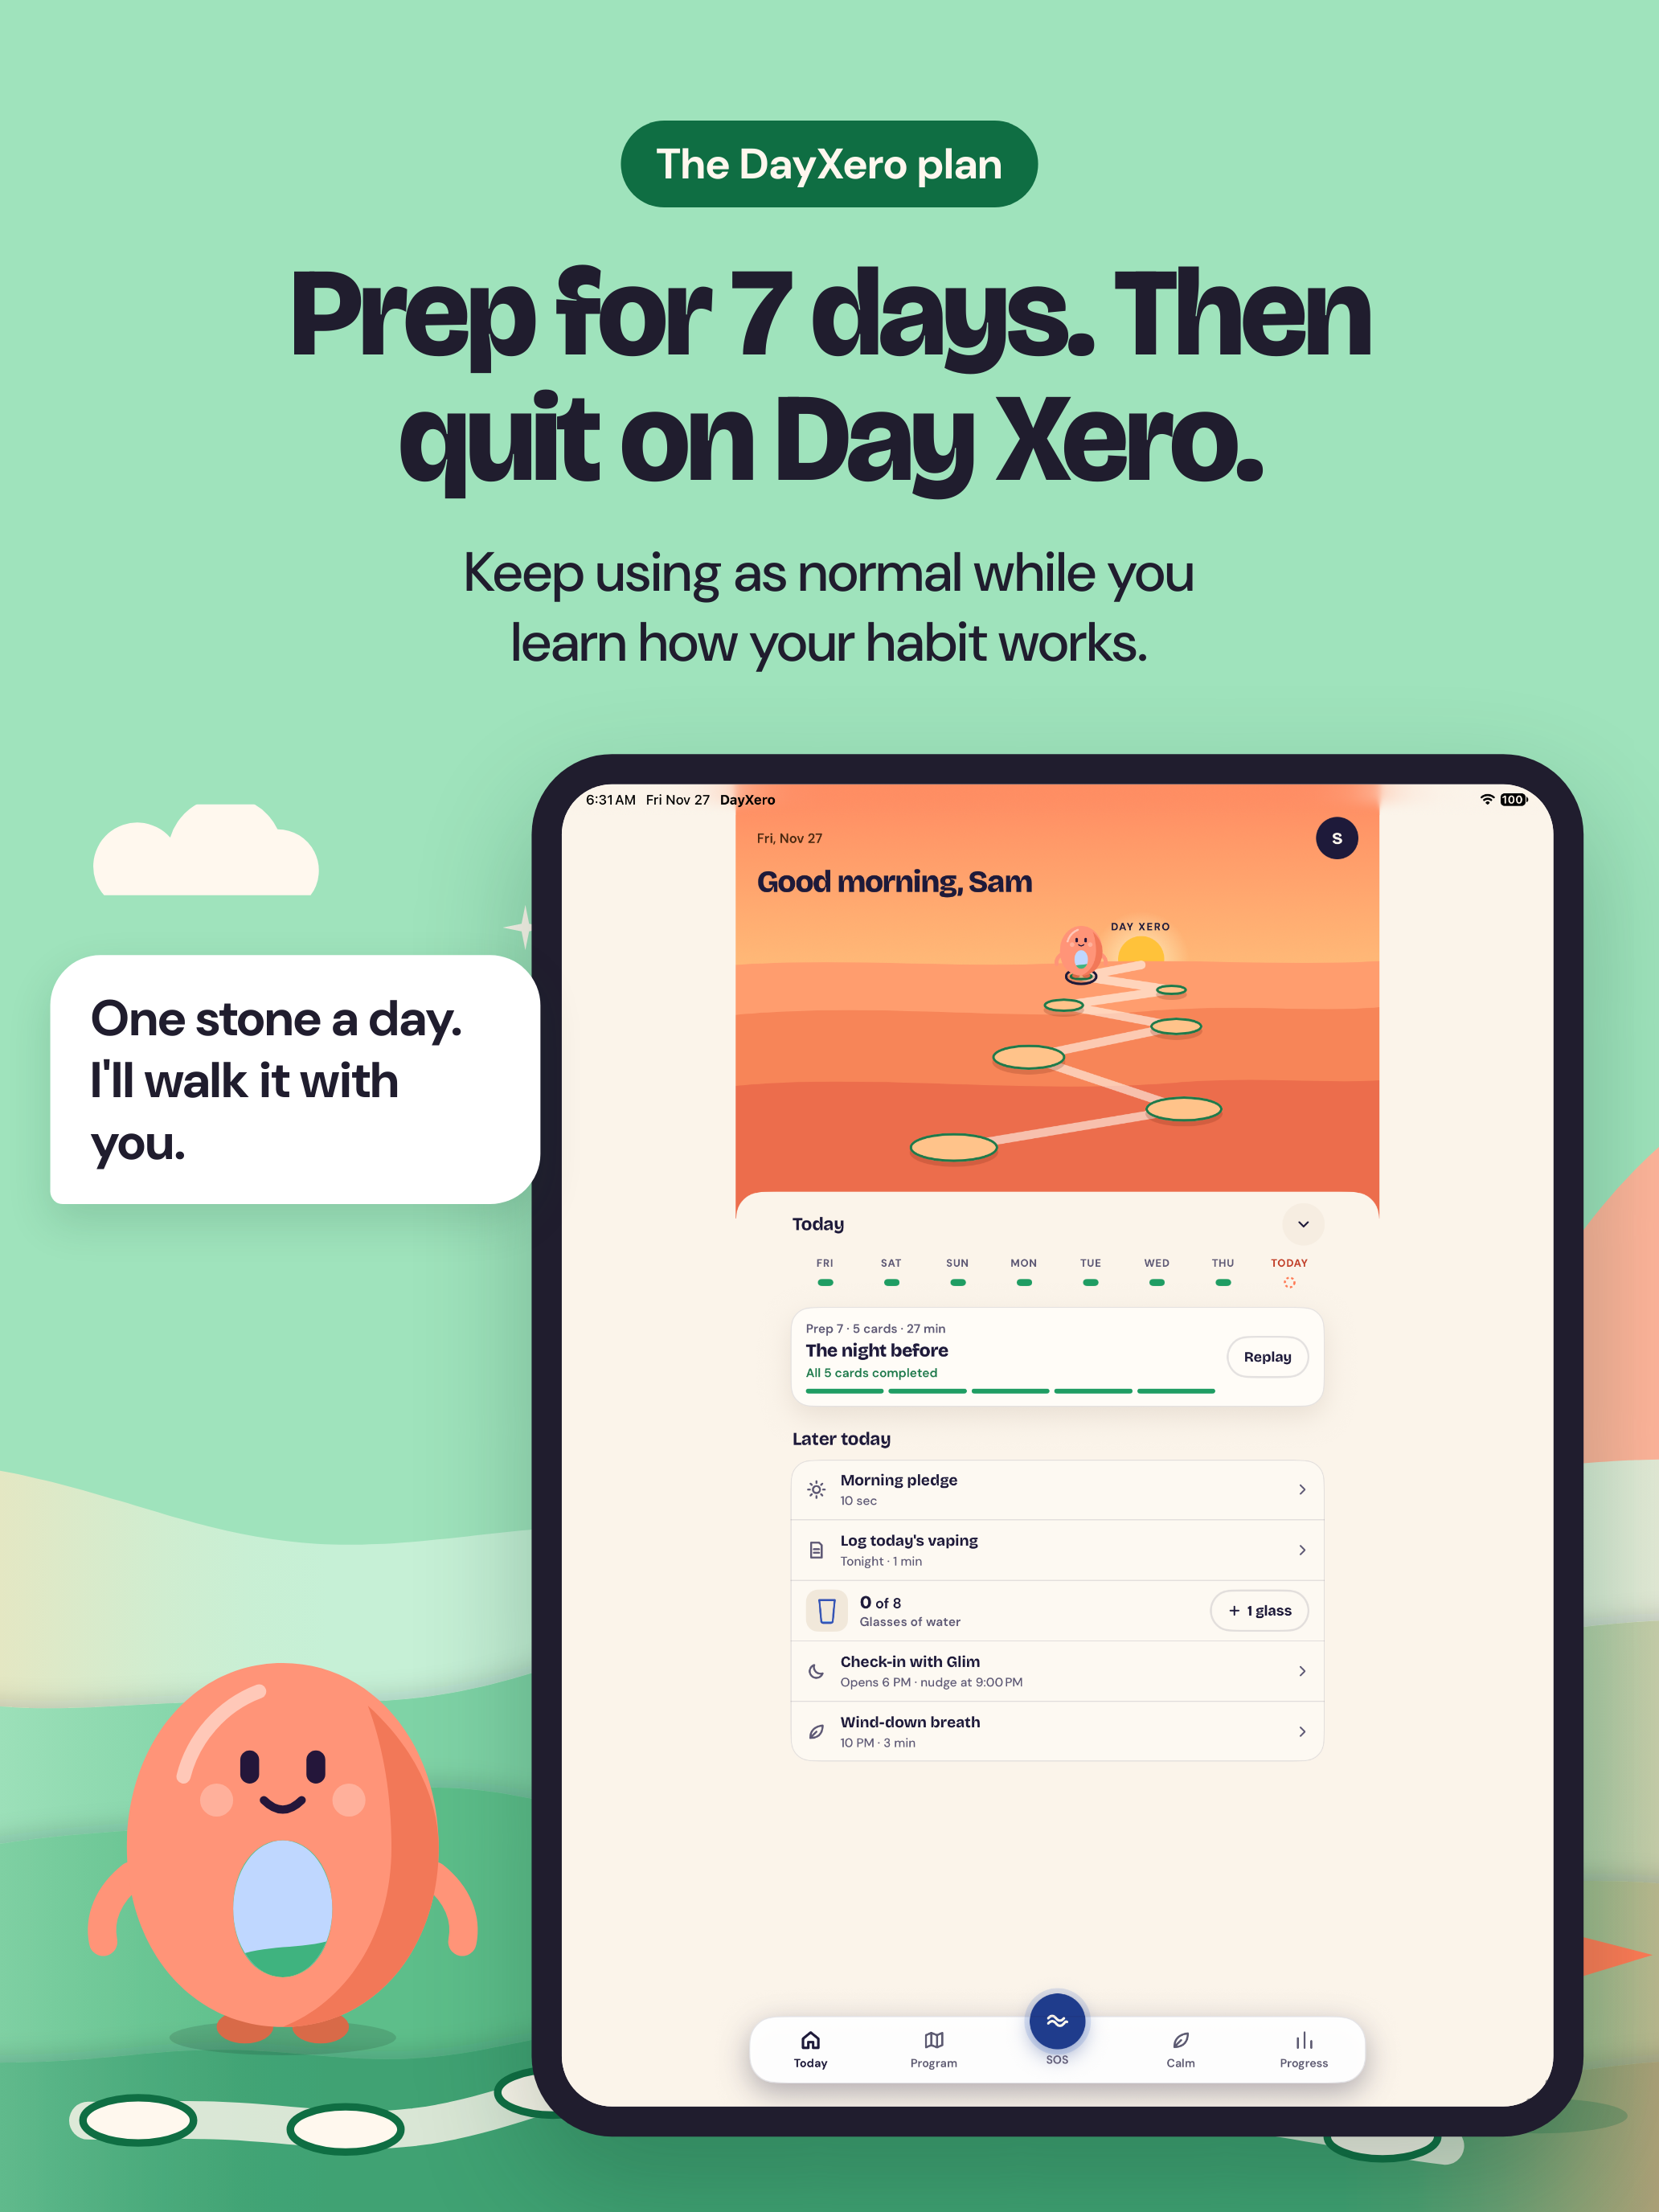 The DayXero plan
Prep for 7 days. Then
quit on Day Xero.
Keep using as normal while you
learn how your habit works.
One stone a day.
I'll walk it with
you.
6:31 AM Fri Nov 27 DayXero
100
Fri, Nov 27
S
Good morning, Sam
DAY XERO
Today
FRI SAT SUN MON TUE WED THU TODAY
Prep 7 · 5 cards · 27 min
The night before
All 5 cards completed
Replay
Later today
Morning pledge
10 sec
Log today's vaping
Tonight · 1 min
0 of 8
Glasses of water
+ 1 glass
Check-in with Glim
Opens 6 PM · nudge at 9:00 PM
Wind-down breath
10 PM · 3 min
Today Program SOS Calm Progress